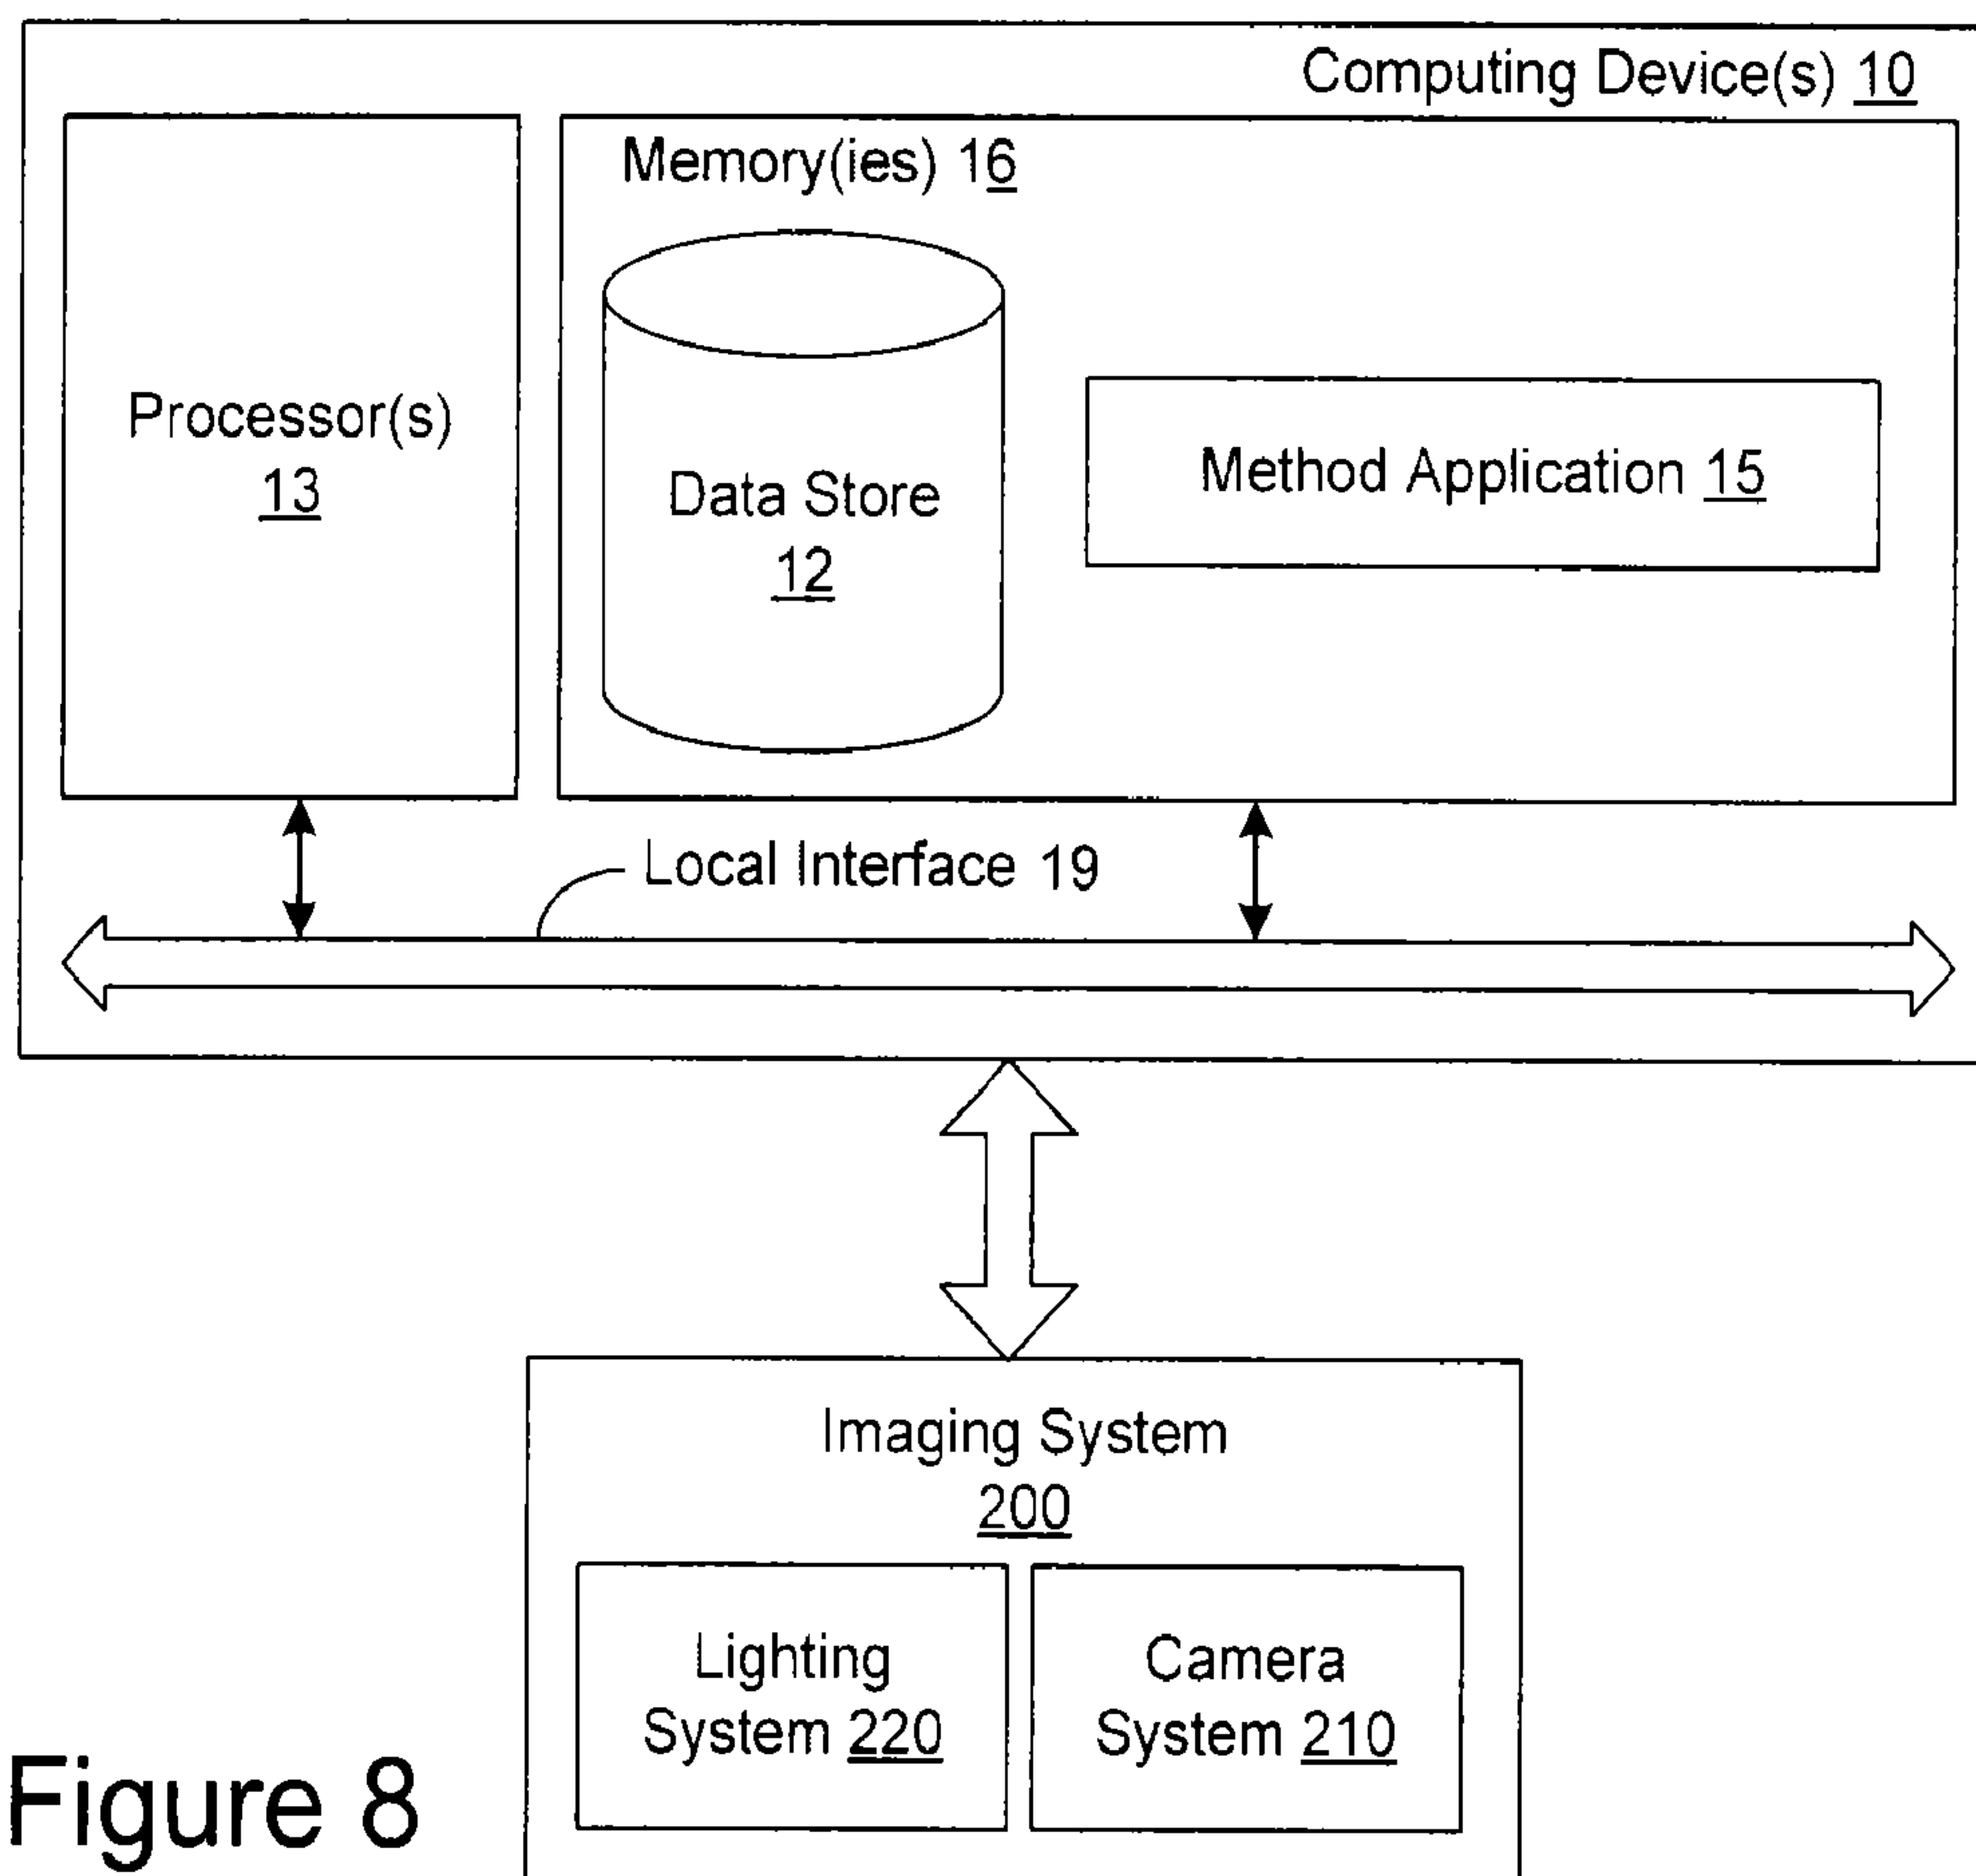 Computing Device(s) 10
Memory(ies) 16
Processor(s)
13
Data Store
12
Method Application 15
Local Interface 19
Imaging System
200
Lighting
System 220
Camera
System 210
Figure 8